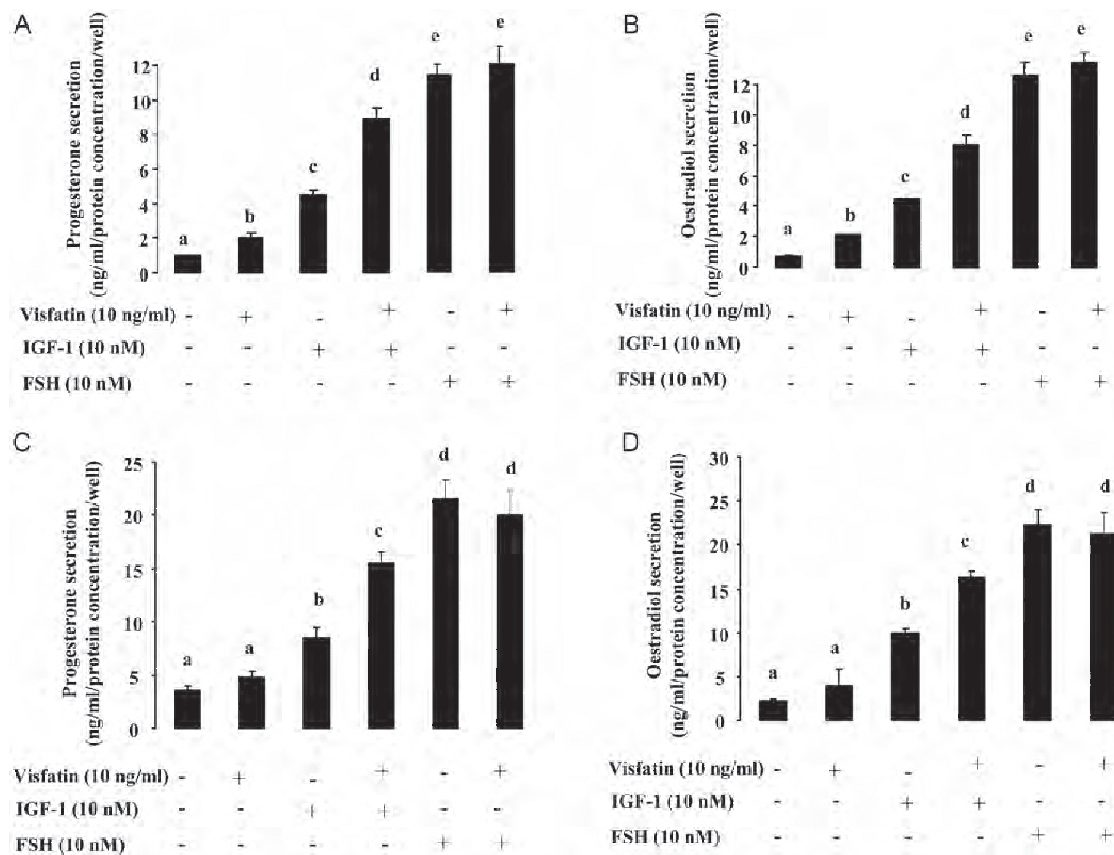 A
Progesterone secretion
(ng/ml/protein concentration/well)
12
10
8
6
4
2
0
a
b
c
d
e
e
Visfatin (10 ng/ml) - + - + - +
IGF-1 (10 nM) - - + + - -
FSH (10 nM) - - - - + +
B
Oestradiol secretion
(ng/ml/protein concentration/well)
12
10
8
6
4
2
0
a
b
c
d
e
e
Visfatin (10 ng/ml) - + - + - +
IGF-1 (10 nM) - - + + - -
FSH (10 nM) - - - - + +
C
Progesterone secretion
(ng/ml/protein concentration/well)
25
20
15
10
5
0
a
a
b
c
d
d
Visfatin (10 ng/ml) - + - + - +
IGF-1 (10 nM) - - + + - -
FSH (10 nM) - - - - + +
D
Oestradiol secretion
(ng/ml/protein concentration/well)
30
25
20
15
10
5
0
a
a
b
c
d
d
Visfatin (10 ng/ml) - + - + - +
IGF-1 (10 nM) - - + + - -
FSH (10 nM) - - - - + +